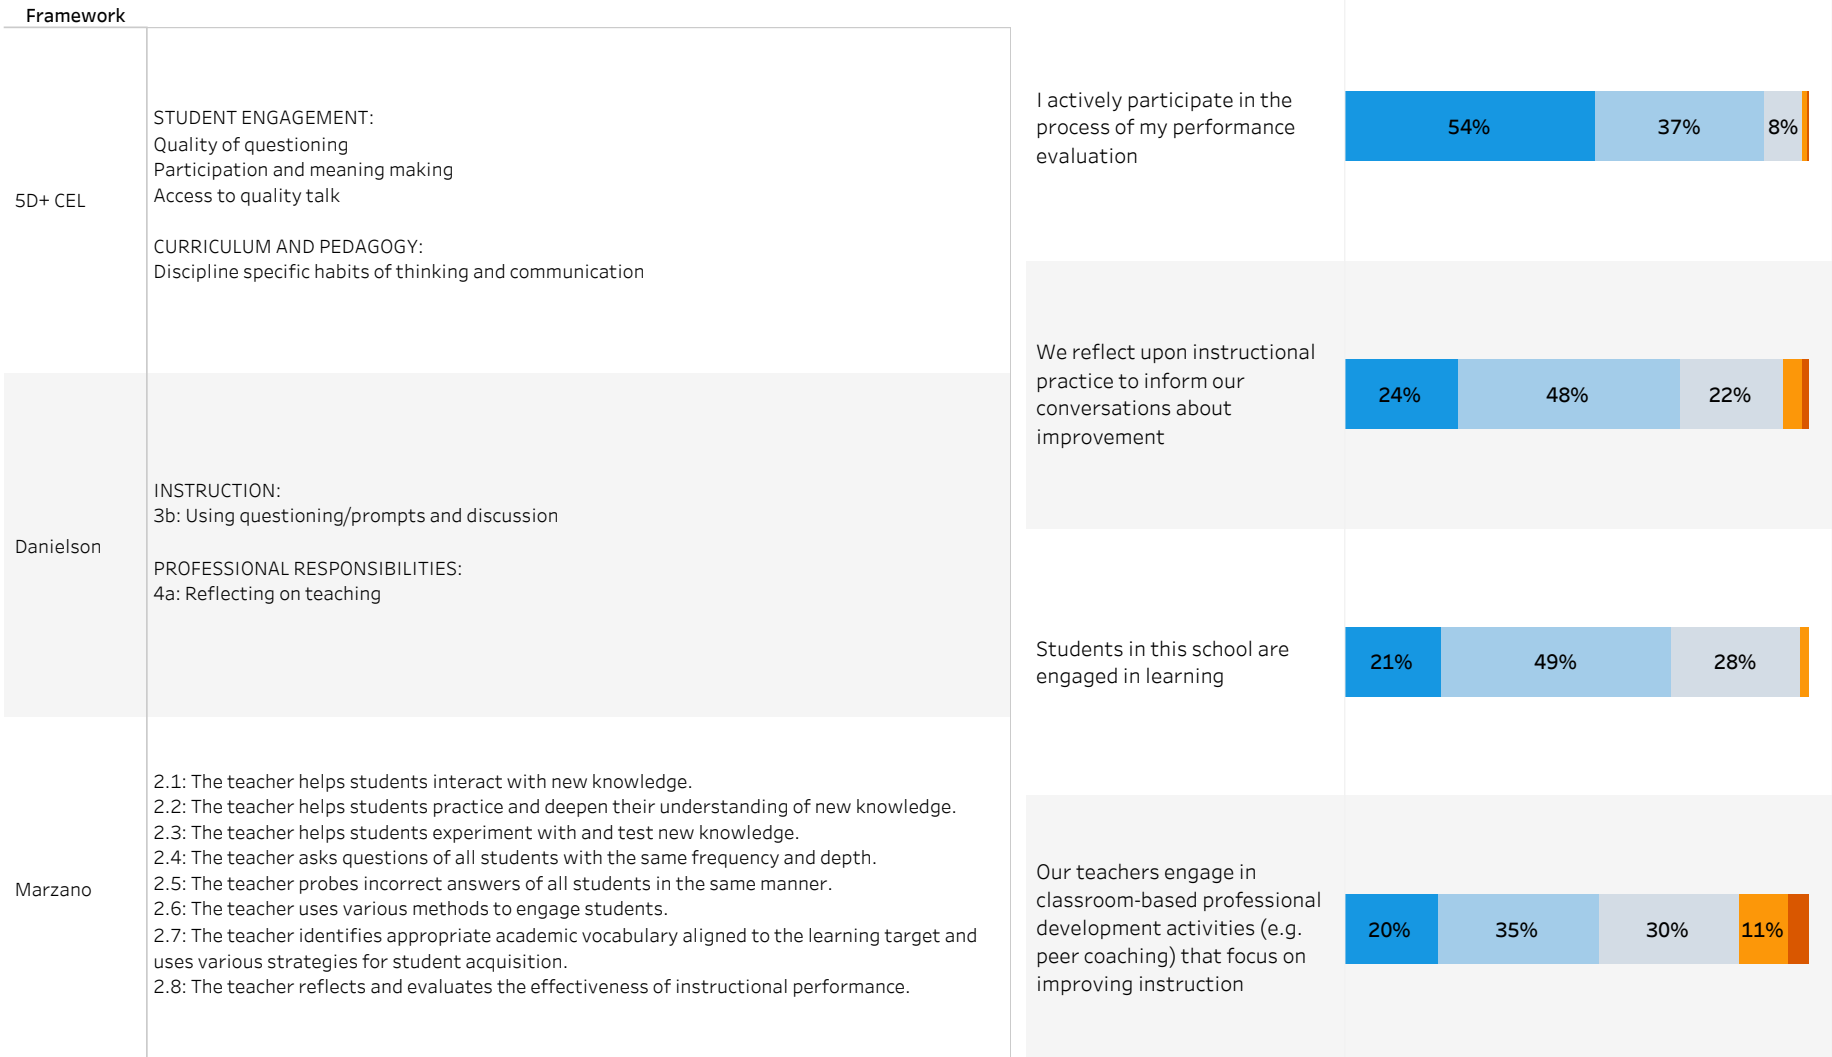 Framework
5D+ CEL
STUDENT ENGAGEMENT:
Quality of questioning
Participation and meaning making
Access to quality talk
CURRICULUM AND PEDAGOGY:
Discipline specific habits of thinking and communication
Danielson
INSTRUCTION:
3b: Using questioning/prompts and discussion
PROFESSIONAL RESPONSIBILITIES:
4a: Reflecting on teaching
Marzano
2.1: The teacher helps students interact with new knowledge.
2.2: The teacher helps students practice and deepen their understanding of new knowledge.
2.3: The teacher helps students experiment with and test new knowledge.
2.4: The teacher asks questions of all students with the same frequency and depth.
2.5: The teacher probes incorrect answers of all students in the same manner.
2.6: The teacher uses various methods to engage students.
2.7: The teacher identifies appropriate academic vocabulary aligned to the learning target and
uses various strategies for student acquisition.
2.8: The teacher reflects and evaluates the effectiveness of instructional performance.
I actively participate in the
process of my performance
evaluation
54% 37% 8%
We reflect upon instructional
practice to inform our
conversations about
improvement
24% 48% 22%
Students in this school are
engaged in learning
21% 49% 28%
Our teachers engage in
classroom-based professional
development activities (e.g.
peer coaching) that focus on
improving instruction
20% 35% 30% 11%